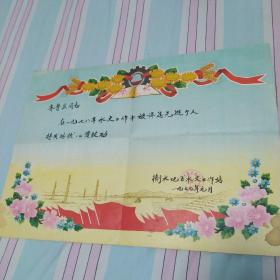 同志
在一九七八年水文工作中被评为先进个人
特发此状，以资鼓励
衡水地区水文工作站
一九七九年元月